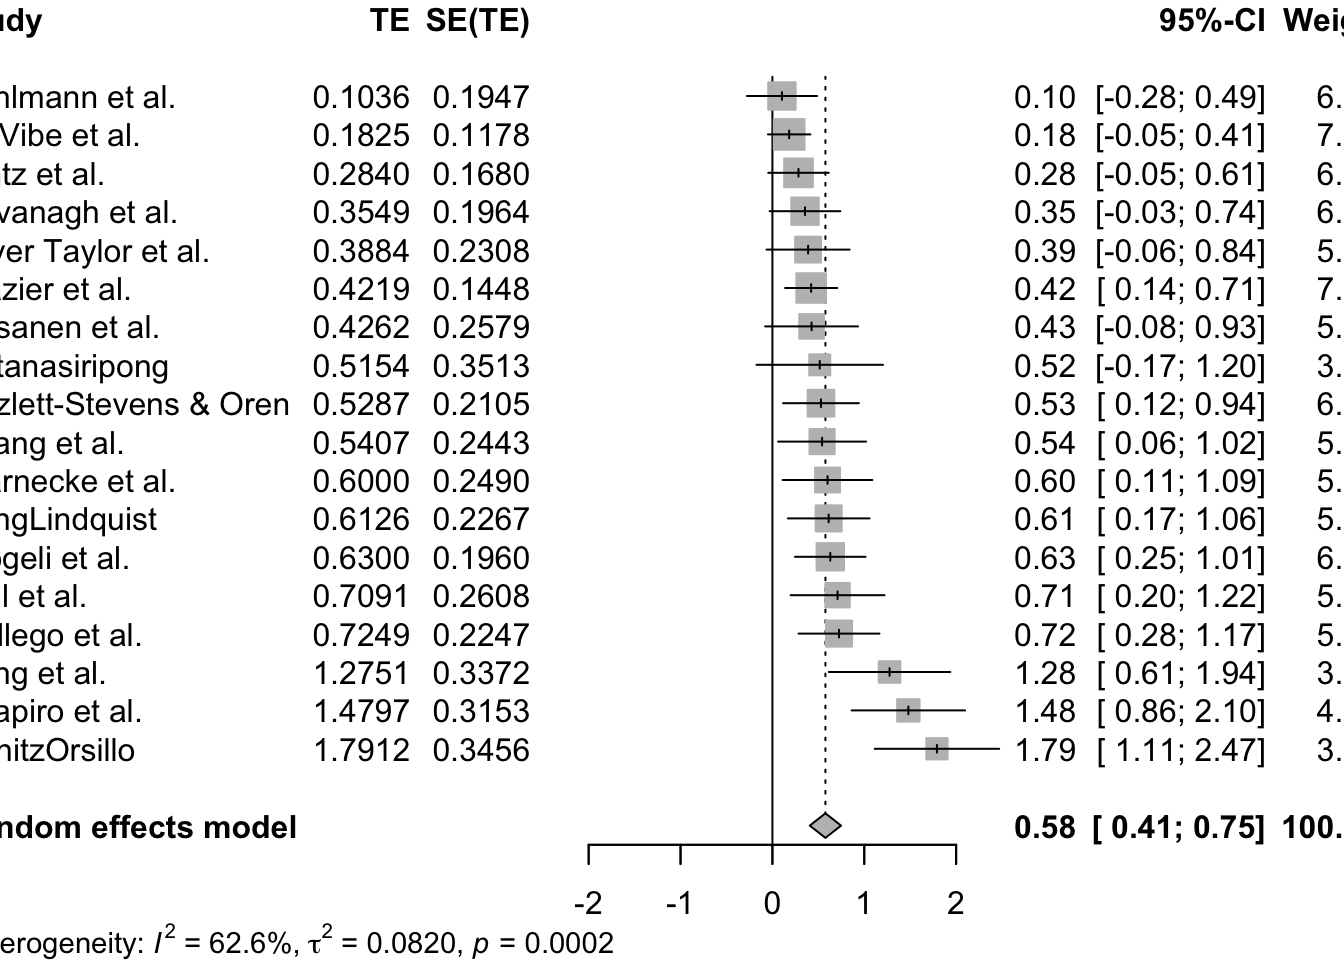 udy TE SE(TE) 95%-CI Weig
hlmann et al. 0.1036 0.1947 0.10 [-0.28; 0.49] 6.
Vibe et al. 0.1825 0.1178 0.18 [-0.05; 0.41] 7.
tz et al. 0.2840 0.1680 0.28 [-0.05; 0.61] 6.
vanagh et al. 0.3549 0.1964 0.35 [-0.03; 0.74] 6.
ver Taylor et al. 0.3884 0.2308 0.39 [-0.06; 0.84] 5.
zier et al. 0.4219 0.1448 0.42 [ 0.14; 0.71] 7.
sanen et al. 0.4262 0.2579 0.43 [-0.08; 0.93] 5.
tanasiripong 0.5154 0.3513 0.52 [-0.17; 1.20] 3.
zlett-Stevens & Oren 0.5287 0.2105 0.53 [ 0.12; 0.94] 6.
ang et al. 0.5407 0.2443 0.54 [ 0.06; 1.02] 5.
rnecke et al. 0.6000 0.2490 0.60 [ 0.11; 1.09] 5.
ngLindquist 0.6126 0.2267 0.61 [ 0.17; 1.06] 5.
geli et al. 0.6300 0.1960 0.63 [ 0.25; 1.01] 6.
l et al. 0.7091 0.2608 0.71 [ 0.20; 1.22] 5.
llego et al. 0.7249 0.2247 0.72 [ 0.28; 1.17] 5.
ng et al. 1.2751 0.3372 1.28 [ 0.61; 1.94] 3.
apiro et al. 1.4797 0.3153 1.48 [ 0.86; 2.10] 4.
nitzOrsillo 1.7912 0.3456 1.79 [ 1.11; 2.47] 3.
ndom effects model 0.58 [ 0.41; 0.75] 100.
-2 -1 0 1 2
erogeneity: I² = 62.6%, τ² = 0.0820, p = 0.0002